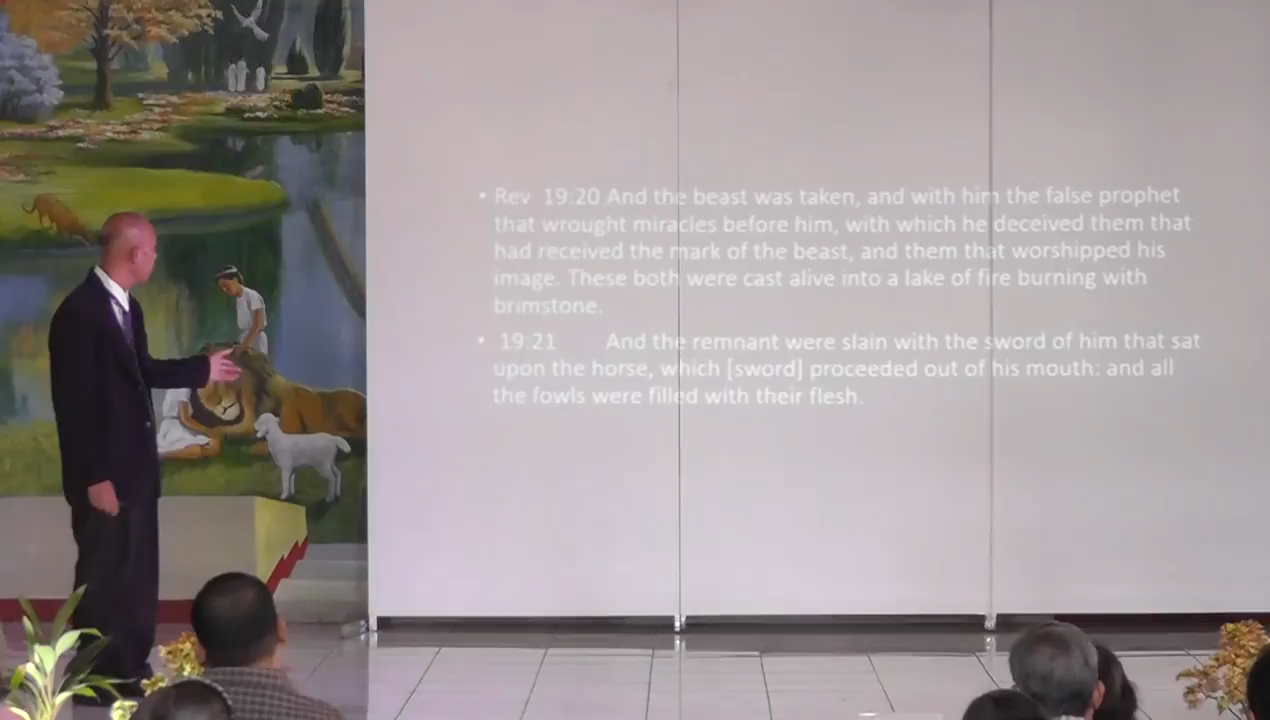 • Rev 19:20 And the beast was taken, and with him the false prophet
that wrought miracles before him, with which he deceived them that
had received the mark of the beast, and them that worshipped his
image. These both were cast alive into a lake of fire burning with
brimstone.
• 19:21 And the remnant were slain with the sword of him that sat
upon the horse, which [sword] proceeded out of his mouth: and all
the fowls were filled with their flesh.